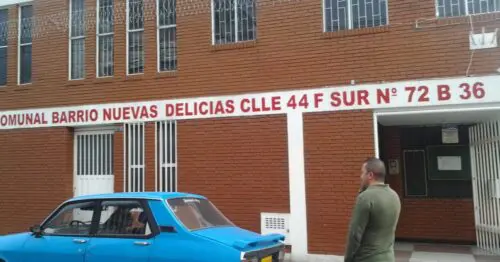 OMUNAL BARRIO NUEVAS DELICIAS CLLE 44 F SUR Nº 72 B 36